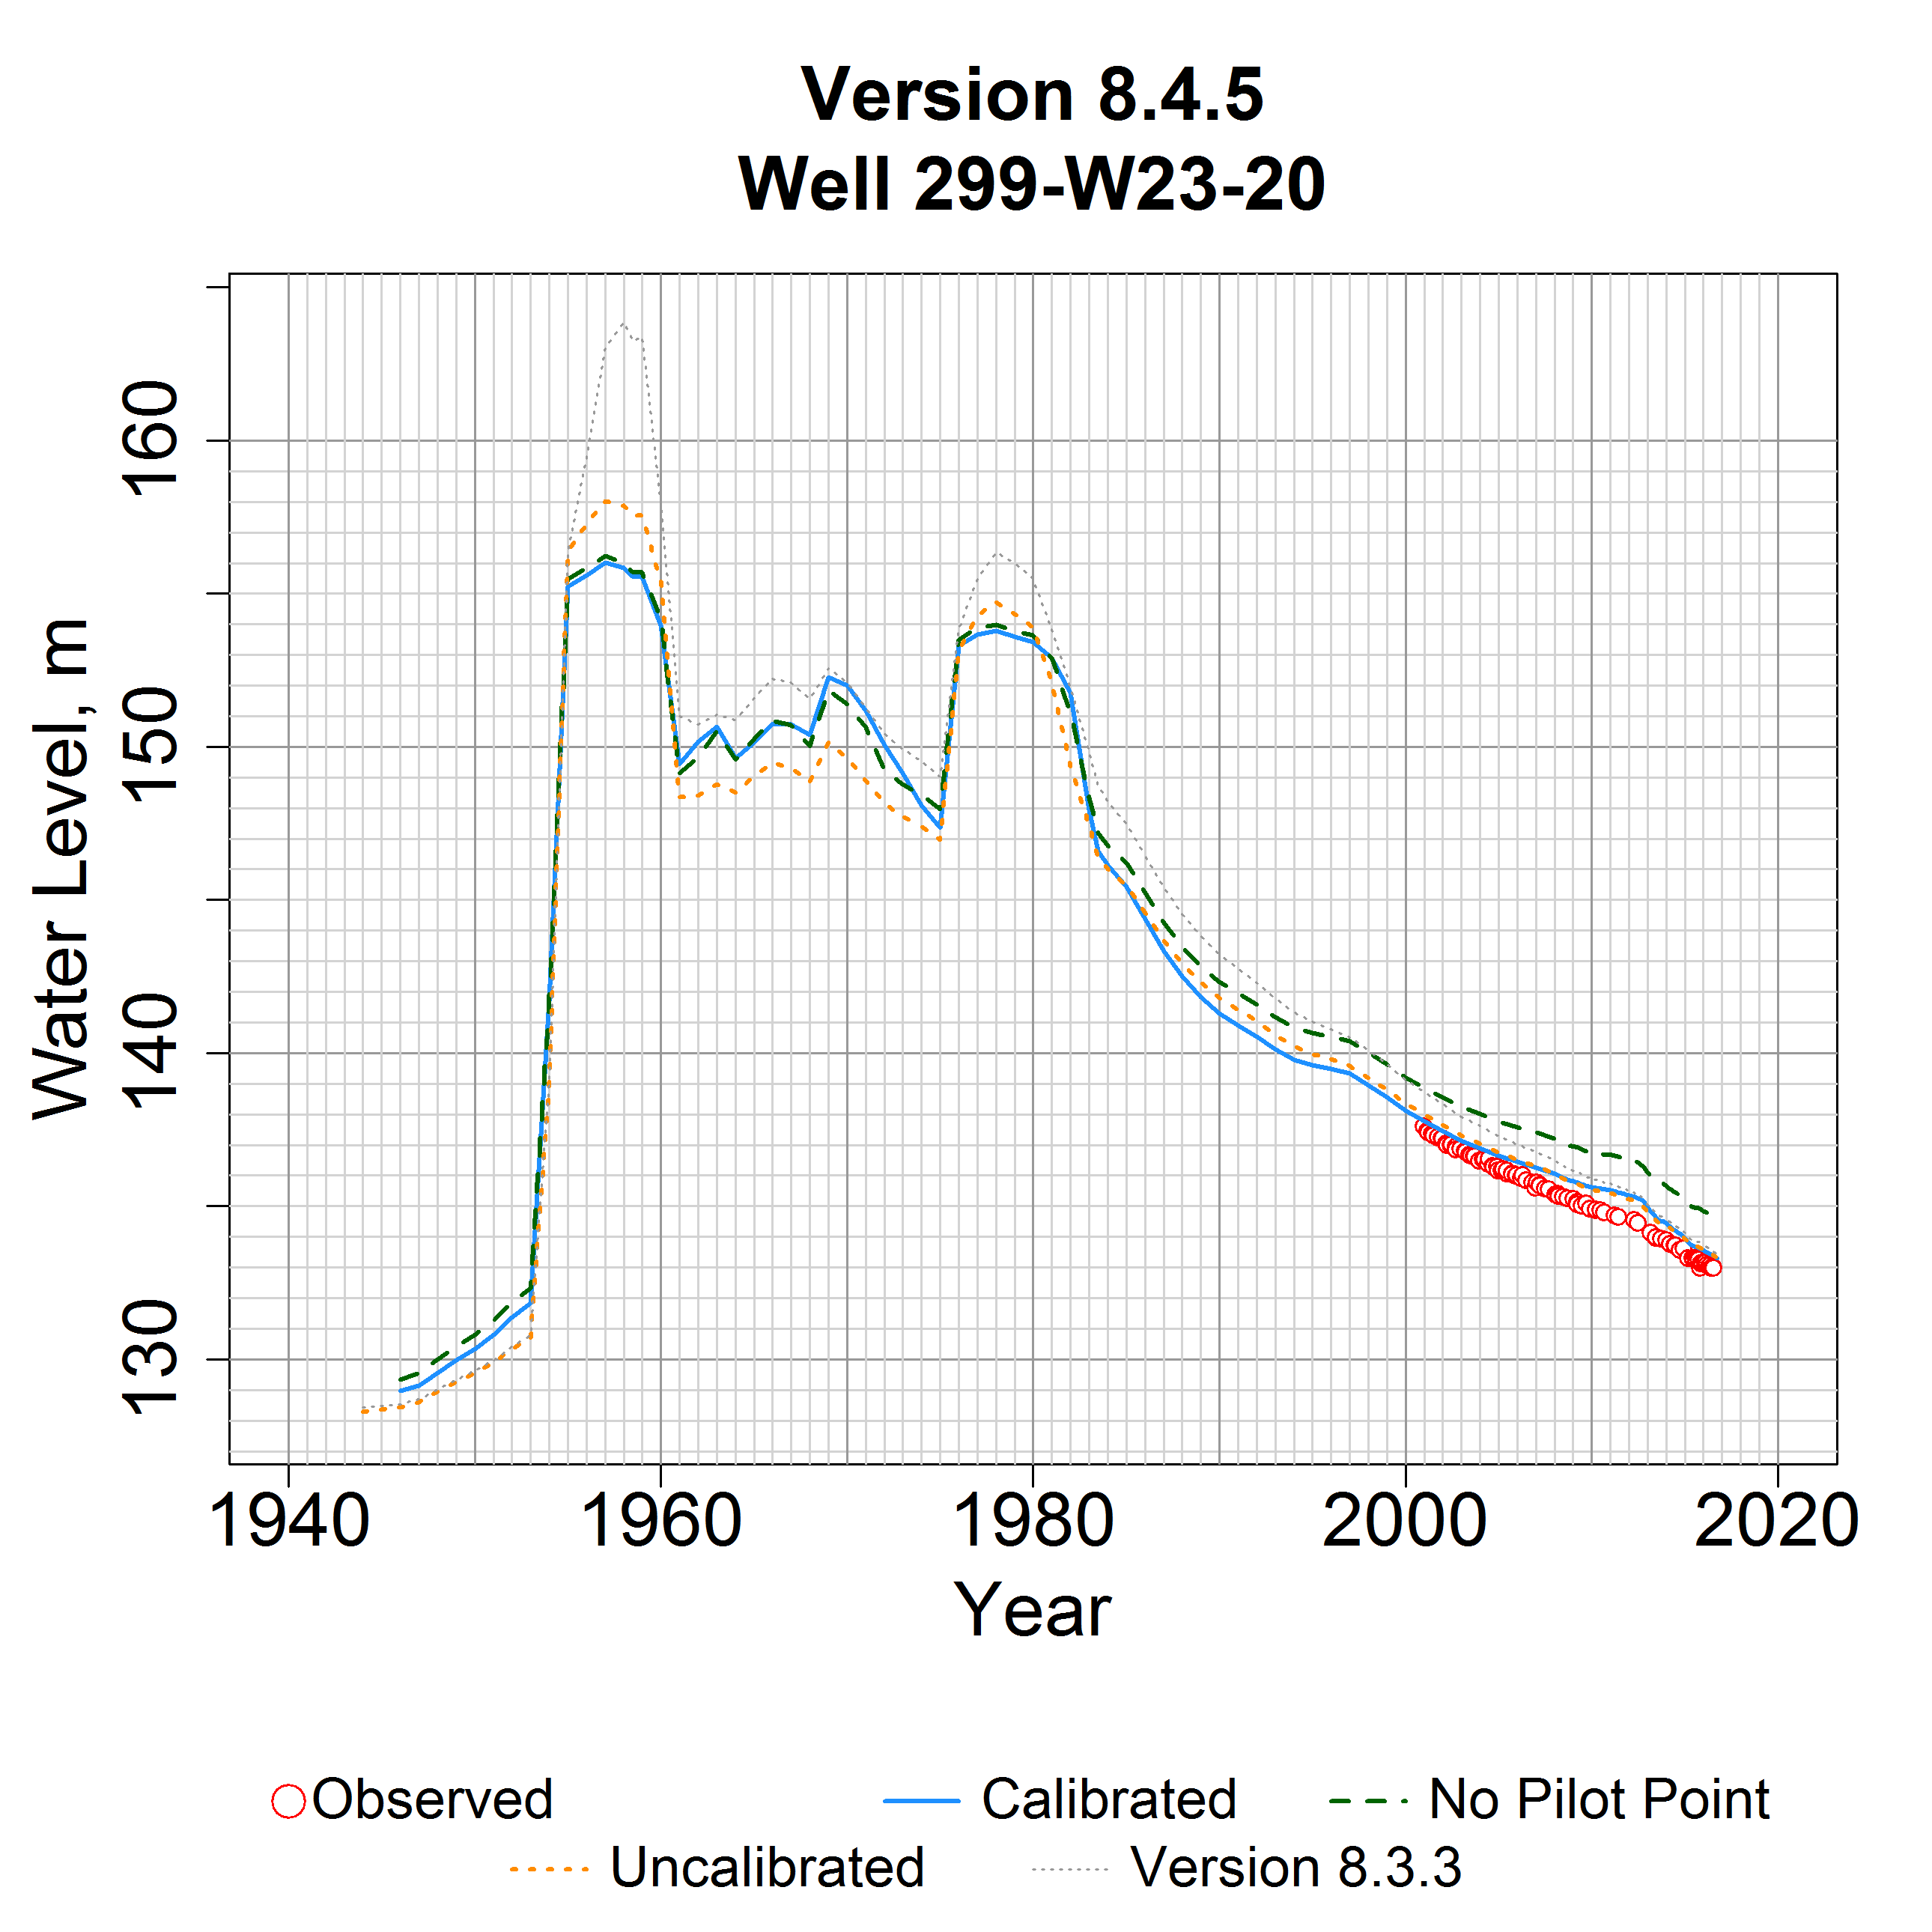 Version 8.4.5
Well 299-W23-20
Water Level, m
160
150
140
130
1940 1960 1980 2000 2020
Year
Observed Calibrated No Pilot Point
Uncalibrated Version 8.3.3